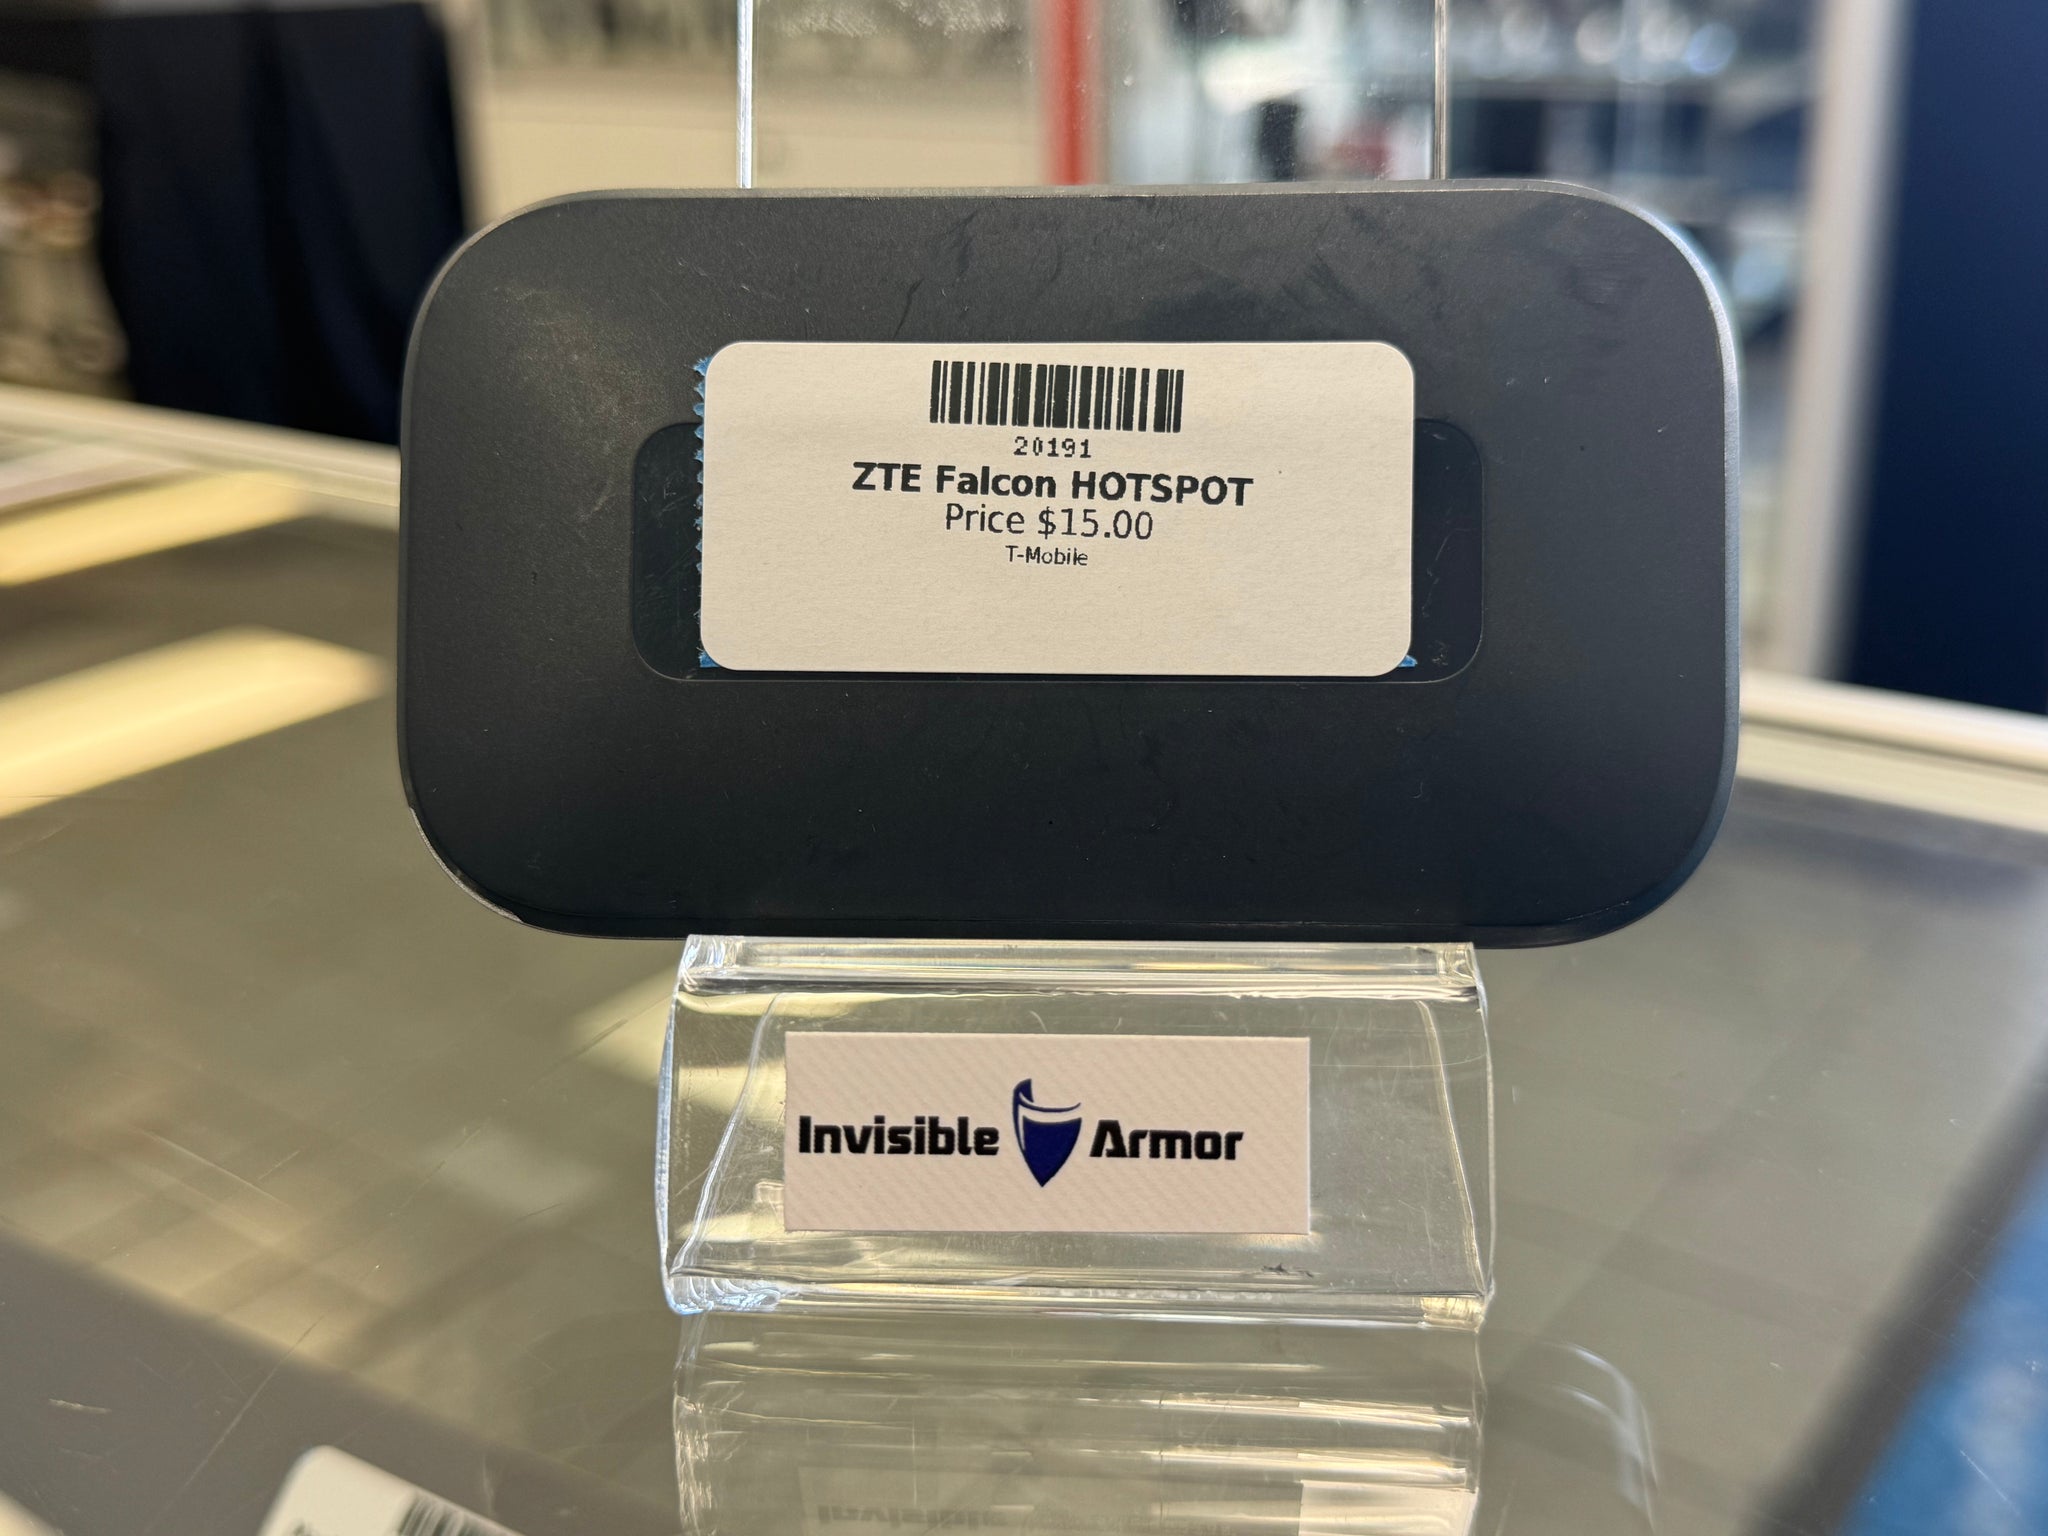 20191
ZTE Falcon HOTSPOT
Price $15.00
T-Mobile
Invisible Armor